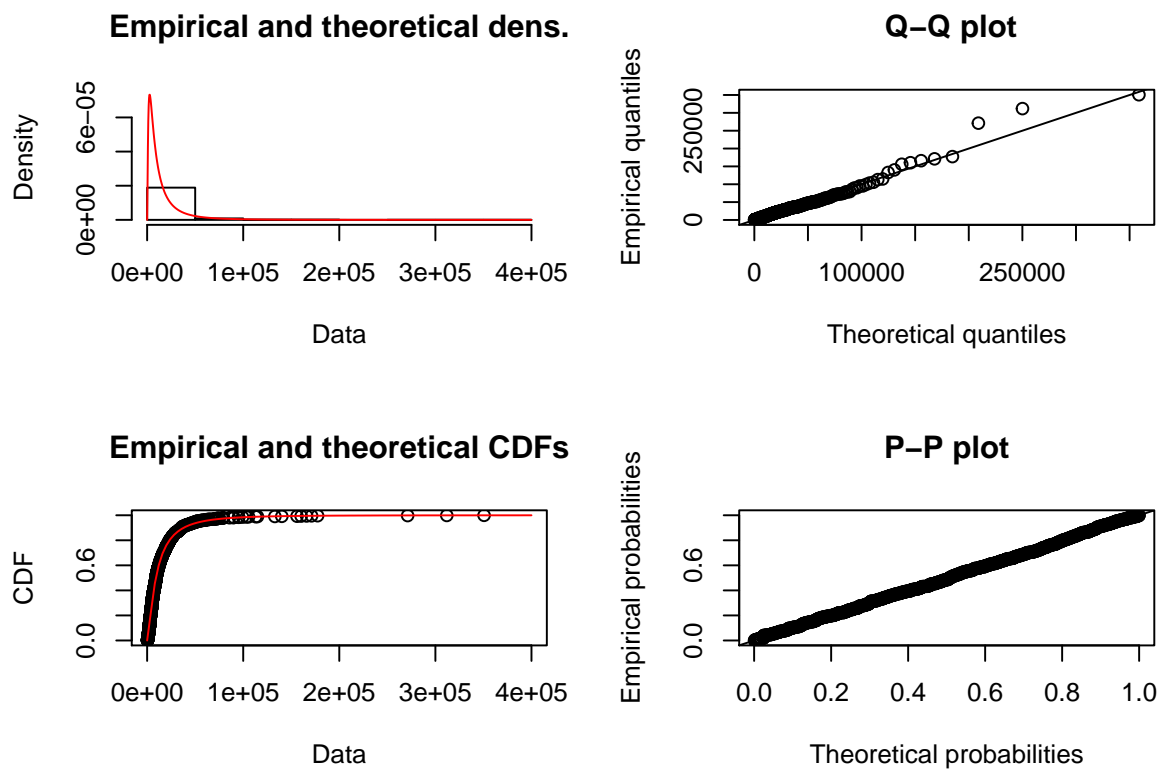 Empirical and theoretical dens.
Density
0e+00
6e−05
0e+00 1e+05 2e+05 3e+05 4e+05
Data
Q−Q plot
Empirical quantiles
0
250000
0 100000 250000
Theoretical quantiles
Empirical and theoretical CDFs
CDF
0.0
0.6
0e+00 1e+05 2e+05 3e+05 4e+05
Data
P−P plot
Empirical probabilities
0.0
0.6
0.0 0.2 0.4 0.6 0.8 1.0
Theoretical probabilities